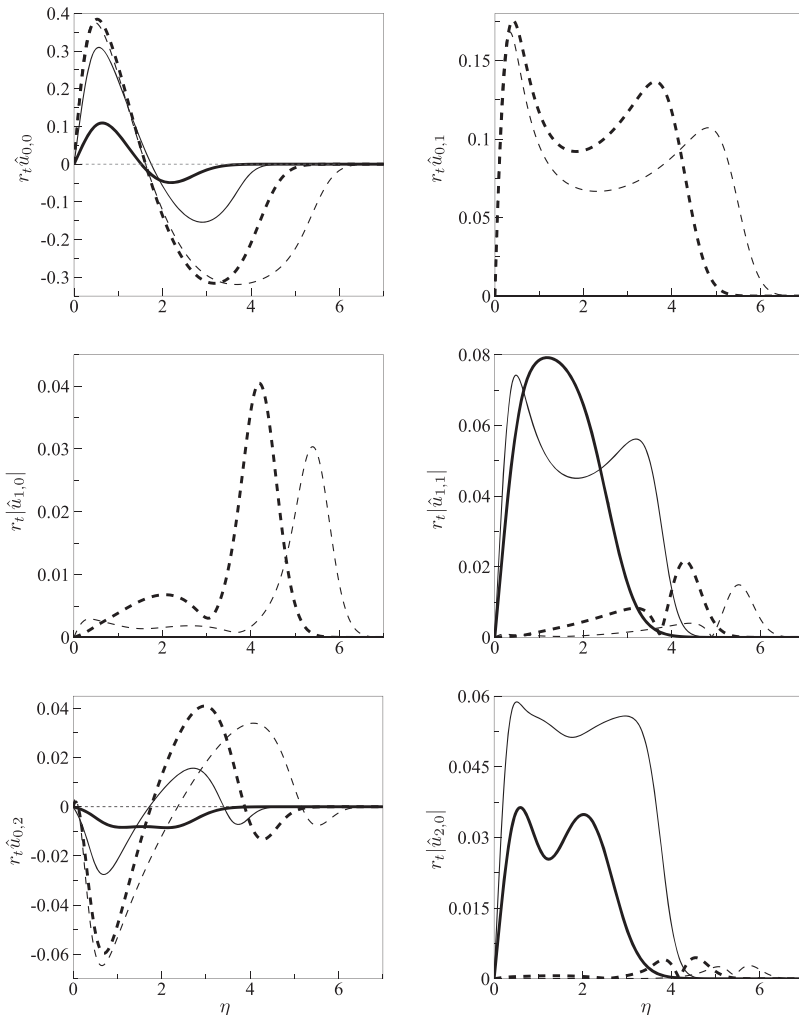 0.4
0.3
0.2
0.1
0
-0.1
-0.2
-0.3
0 2 4 6
r_t û_{0,0}
0.15
0.1
0.05
0
0 2 4 6
r_t û_{0,1}
0.04
0.03
0.02
0.01
0
0 2 4 6
r_t |û_{1,0}|
0.08
0.06
0.04
0.02
0
0 2 4 6
r_t |û_{1,1}|
0.04
0.02
0
-0.02
-0.04
-0.06
0 2 4 6
r_t û_{0,2}
η
0.06
0.045
0.03
0.015
0
0 2 4 6
r_t |û_{2,0}|
η